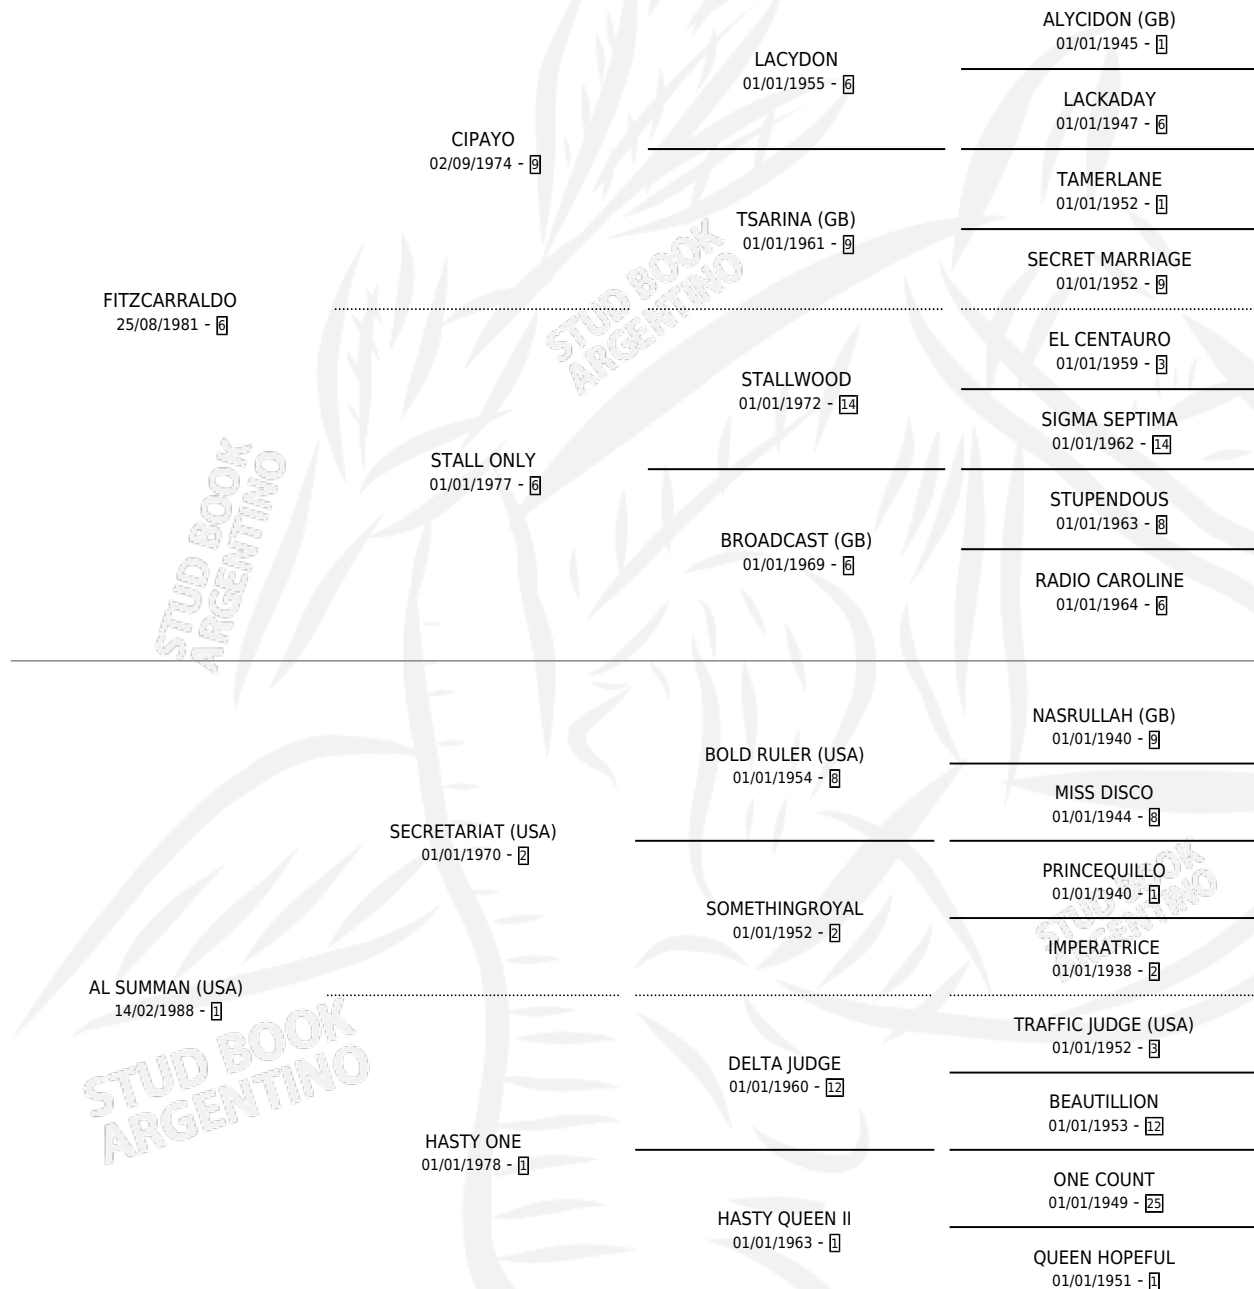 ALYCIDON (GB)
01/01/1945 - 1
LACYDON
01/01/1955 - 6
LACKADAY
01/01/1947 - 6
CIPAYO
02/09/1974 - 9
TAMERLANE
01/01/1952 - 1
TSARINA (GB)
01/01/1961 - 9
SECRET MARRIAGE
01/01/1952 - 9
FITZCARRALDO
25/08/1981 - 6
EL CENTAURO
01/01/1959 - 3
STALLWOOD
01/01/1972 - 14
SIGMA SEPTIMA
01/01/1962 - 14
STALL ONLY
01/01/1977 - 6
STUPENDOUS
01/01/1963 - 8
BROADCAST (GB)
01/01/1969 - 6
RADIO CAROLINE
01/01/1964 - 6
NASRULLAH (GB)
01/01/1940 - 9
BOLD RULER (USA)
01/01/1954 - 8
MISS DISCO
01/01/1944 - 8
SECRETARIAT (USA)
01/01/1970 - 2
PRINCEQUILLO
01/01/1940 - 1
SOMETHINGROYAL
01/01/1952 - 2
IMPERATRICE
01/01/1938 - 2
AL SUMMAN (USA)
14/02/1988 - 1
TRAFFIC JUDGE (USA)
01/01/1952 - 3
DELTA JUDGE
01/01/1960 - 12
BEAUTILLION
01/01/1953 - 12
HASTY ONE
01/01/1978 - 1
ONE COUNT
01/01/1949 - 25
HASTY QUEEN II
01/01/1963 - 1
QUEEN HOPEFUL
01/01/1951 - 1
STUD BOOK
ARGENTINO
STUD BOOK
ARGENTINO
STUD BOOK
ARGENTINO
STUD BOOK
ARGENTINO